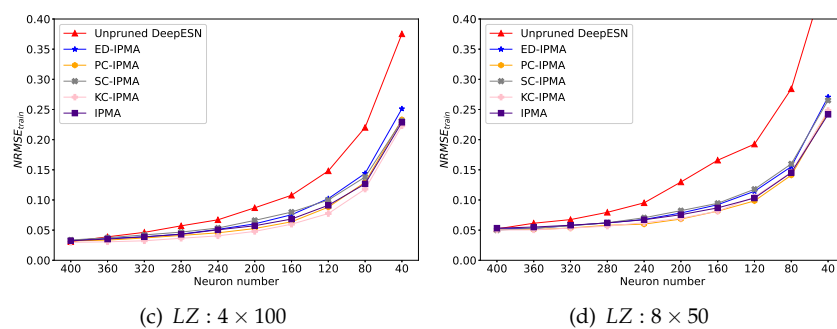 0.40
0.35
0.30
0.25
0.20
0.15
0.10
0.05
0.00
NRMSE_train
Unpruned DeepESN
ED-IPMA
PC-IPMA
SC-IPMA
KC-IPMA
IPMA
400 360 320 280 240 200 160 120 80 40
Neuron number
(c) LZ : 4 × 100
0.40
0.35
0.30
0.25
0.20
0.15
0.10
0.05
0.00
NRMSE_train
Unpruned DeepESN
ED-IPMA
PC-IPMA
SC-IPMA
KC-IPMA
IPMA
400 360 320 280 240 200 160 120 80 40
Neuron number
(d) LZ : 8 × 50